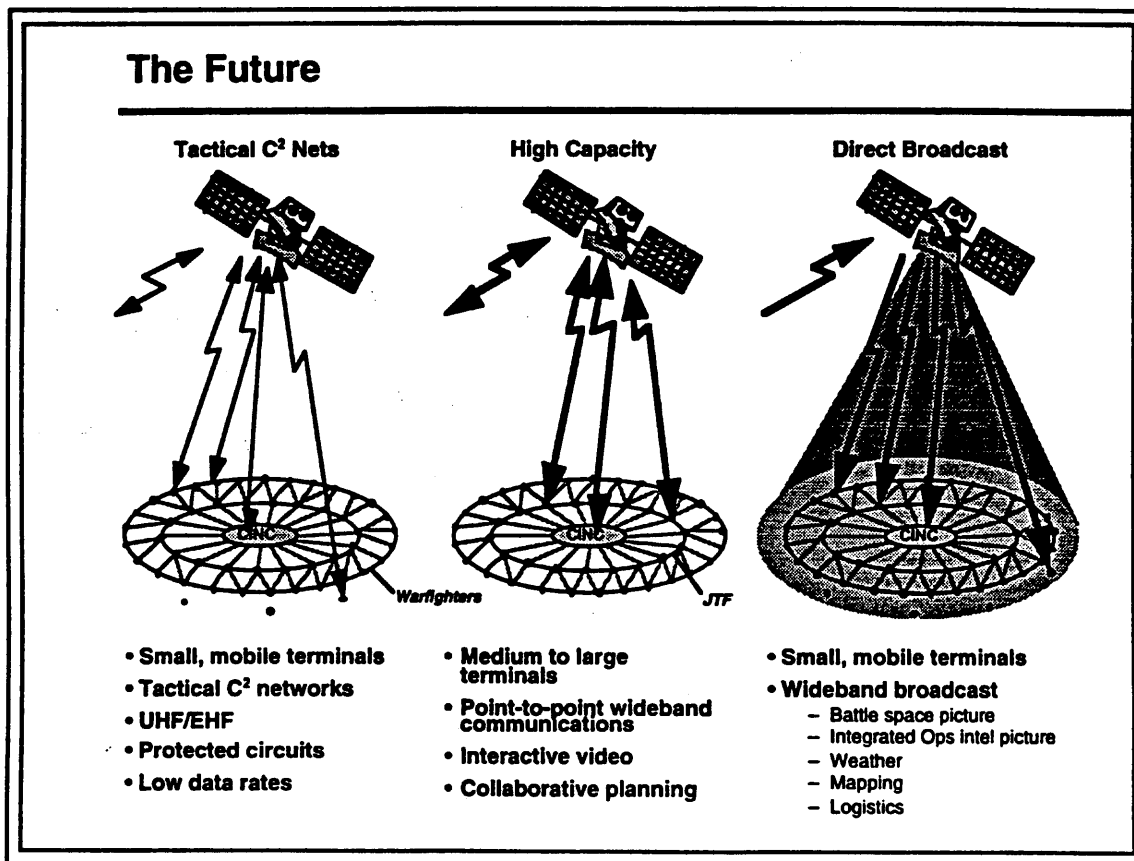 The Future
Tactical C² Nets
High Capacity
Direct Broadcast
CINC
CINC
CINC
Warfighters
JTF
• Small, mobile terminals
• Tactical C² networks
• UHF/EHF
• Protected circuits
• Low data rates
• Medium to large
terminals
• Point-to-point wideband
communications
• Interactive video
• Collaborative planning
• Small, mobile terminals
• Wideband broadcast
– Battle space picture
– Integrated Ops intel picture
– Weather
– Mapping
– Logistics